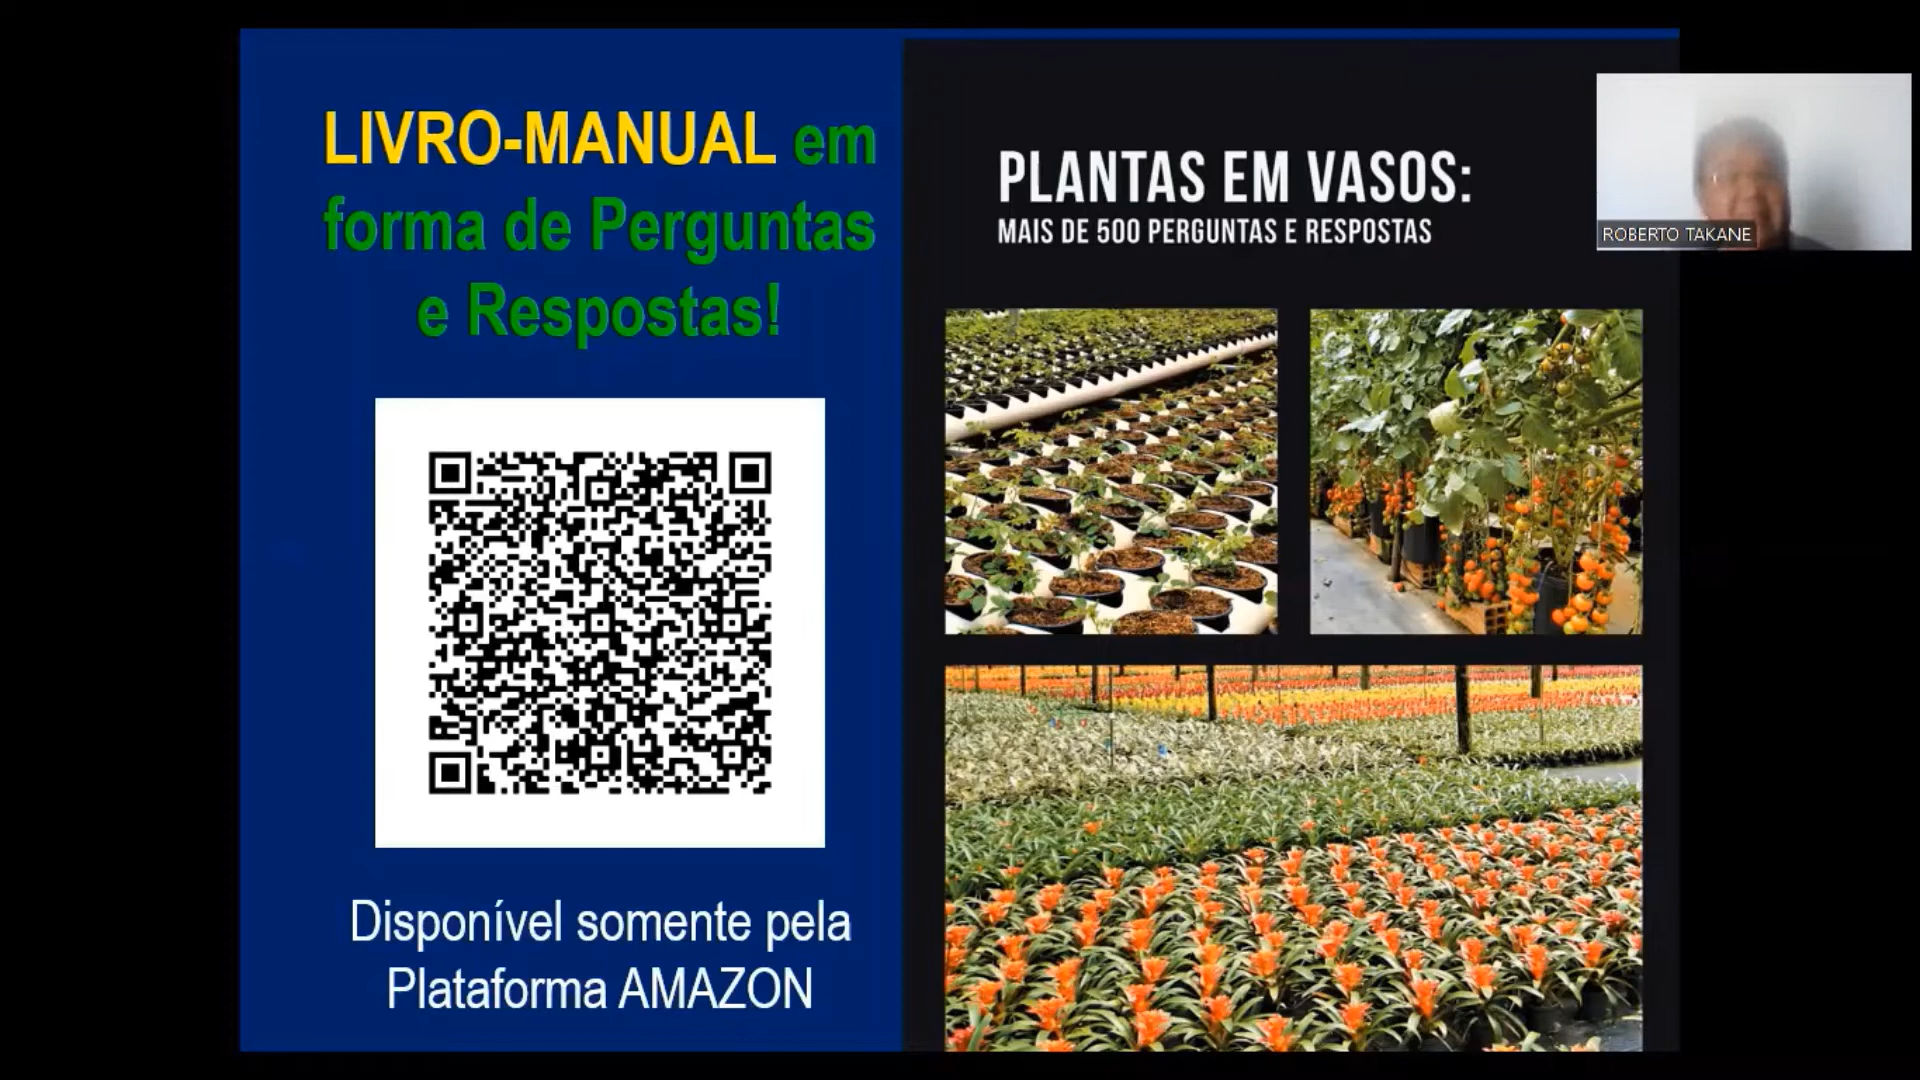 LIVRO-MANUAL em
forma de Perguntas
e Respostas!
Disponível somente pela
Plataforma AMAZON
PLANTAS EM VASOS:
MAIS DE 500 PERGUNTAS E RESPOSTAS
ROBERTO TAKANE